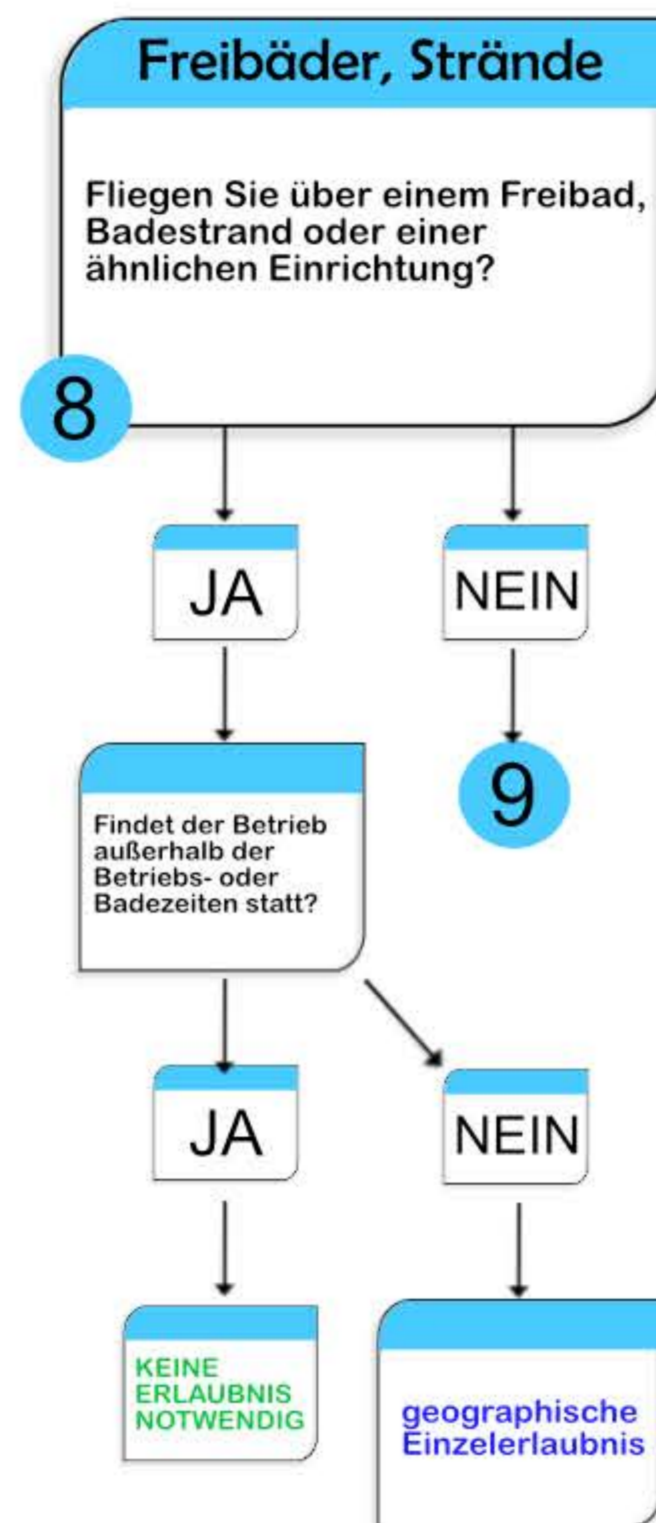 Freibäder, Strände
Fliegen Sie über einem Freibad,
Badestrand oder einer
ähnlichen Einrichtung?
8
JA
NEIN
9
Findet der Betrieb
außerhalb der
Betriebs- oder
Badezeiten statt?
JA
NEIN
KEINE
ERLAUBNIS
NOTWENDIG
geographische
Einzelerlaubnis